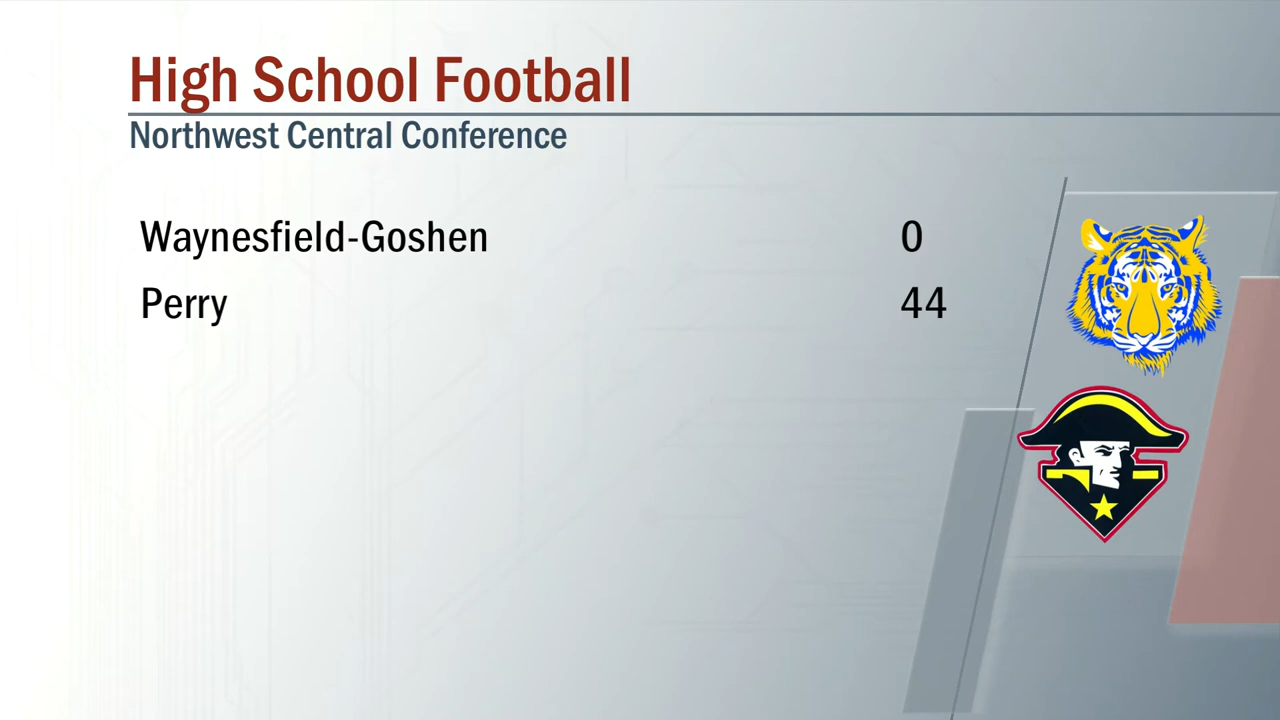 High School Football
Northwest Central Conference
Waynesfield-Goshen 0
Perry 44